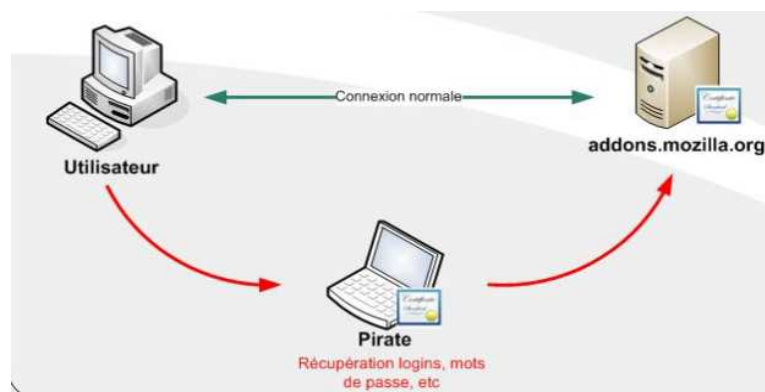 Connexion normale
Utilisateur
addons.mozilla.org
Pirate
Récupération logins, mots
de passe, etc